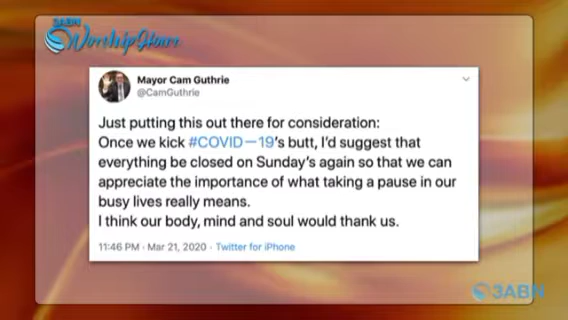 3ABN
Worship Hour
Mayor Cam Guthrie
@CamGuthrie
Just putting this out there for consideration:
Once we kick #COVID—19's butt, I'd suggest that
everything be closed on Sunday's again so that we can
appreciate the importance of what taking a pause in our
busy lives really means.
I think our body, mind and soul would thank us.
11:46 PM · Mar 21, 2020 · Twitter for iPhone
3ABN